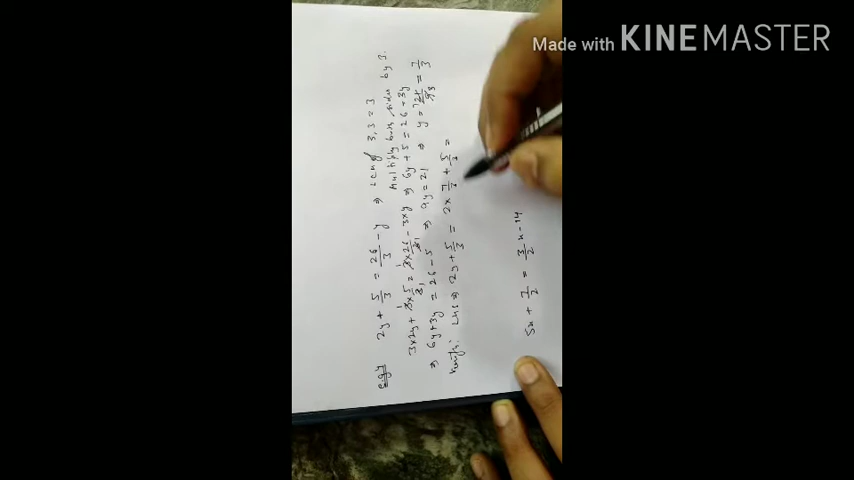 Made with KINEMASTER
e.g 4 2y + 5/3 = 26/3 - y ⇒ LCM of 3, 3 = 3
Multiply both sides by 3.
3×2y + 3×5/3 = 3×26/3 - 3×y ⇒ 6y + 5 = 26 - 3y
⇒ 6y + 3y = 26 - 5 ⇒ 9y = 21 ⇒ y = 21/9 = 7/3
Verify: LHS ⇒ 2y + 5/3 = 2× 7/3 + 5/3 =
5x + 7/2 = 3/2 x - 14